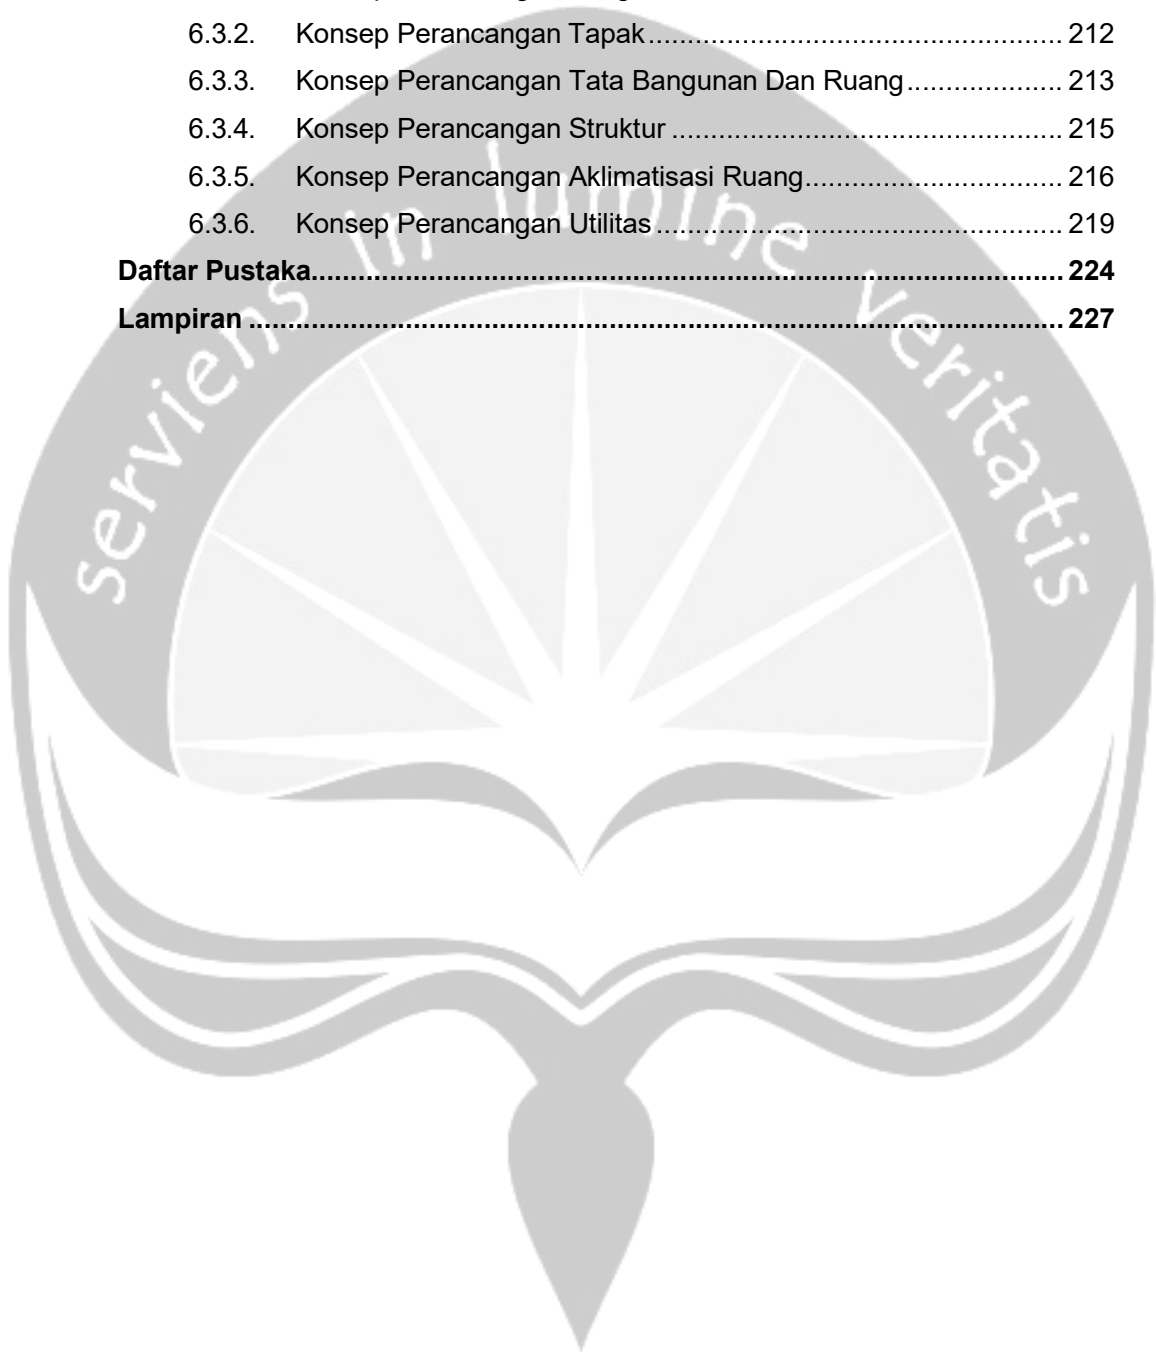 6.3.2. Konsep Perancangan Tapak........................................................ 212
6.3.3. Konsep Perancangan Tata Bangunan Dan Ruang.................... 213
6.3.4. Konsep Perancangan Struktur ..................................................... 215
6.3.5. Konsep Perancangan Aklimatisasi Ruang.................................. 216
6.3.6. Konsep Perancangan Utilitas ....................................................... 219
Daftar Pustaka.................................................................................................. 224
Lampiran .......................................................................................................... 227
serviens in lumine veritatis